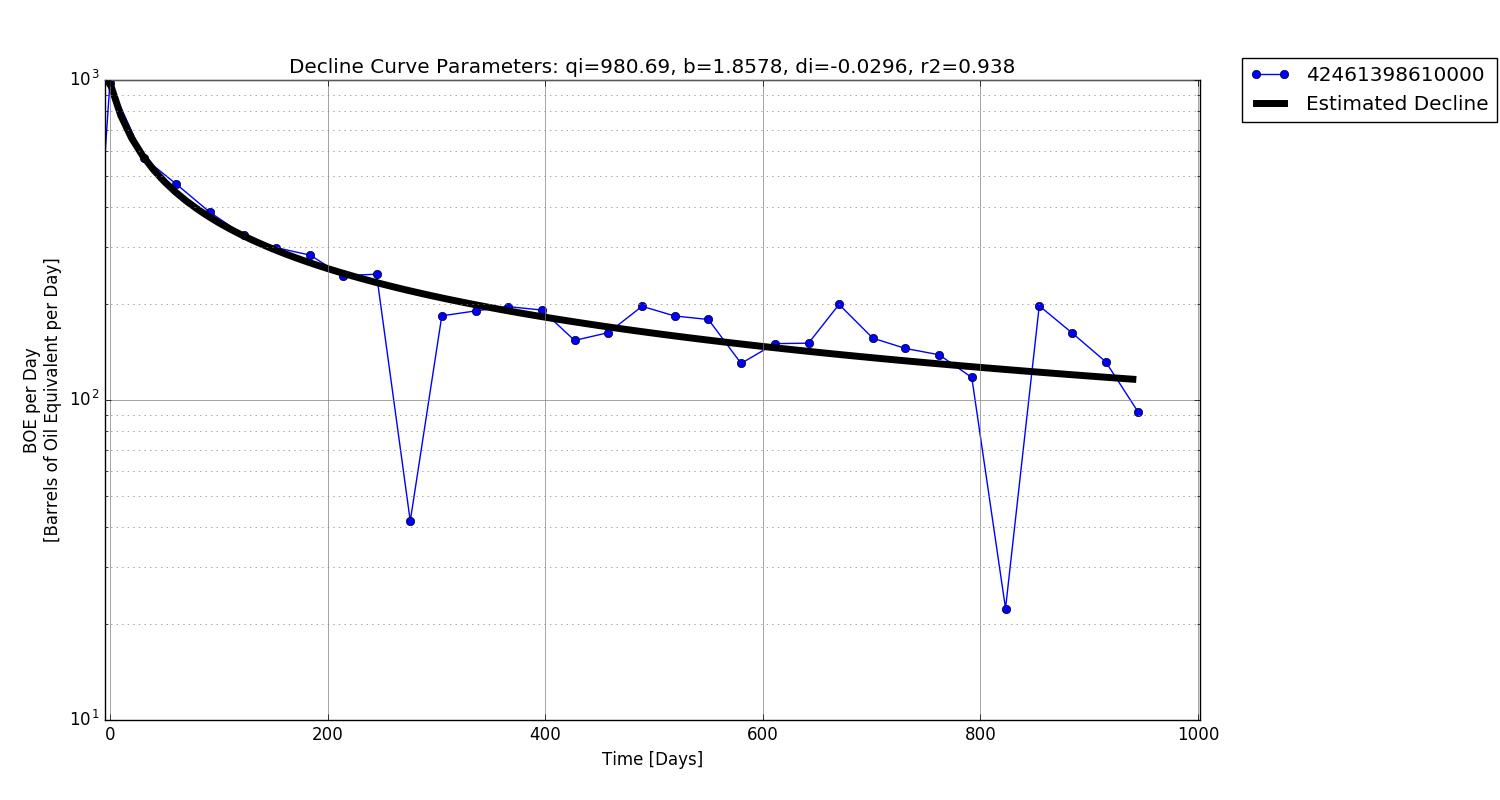 Decline Curve Parameters: qi=980.69, b=1.8578, di=-0.0296, r2=0.938
42461398610000
Estimated Decline
BOE per Day
[Barrels of Oil Equivalent per Day]
10³
10²
10¹
0 200 400 600 800 1000
Time [Days]